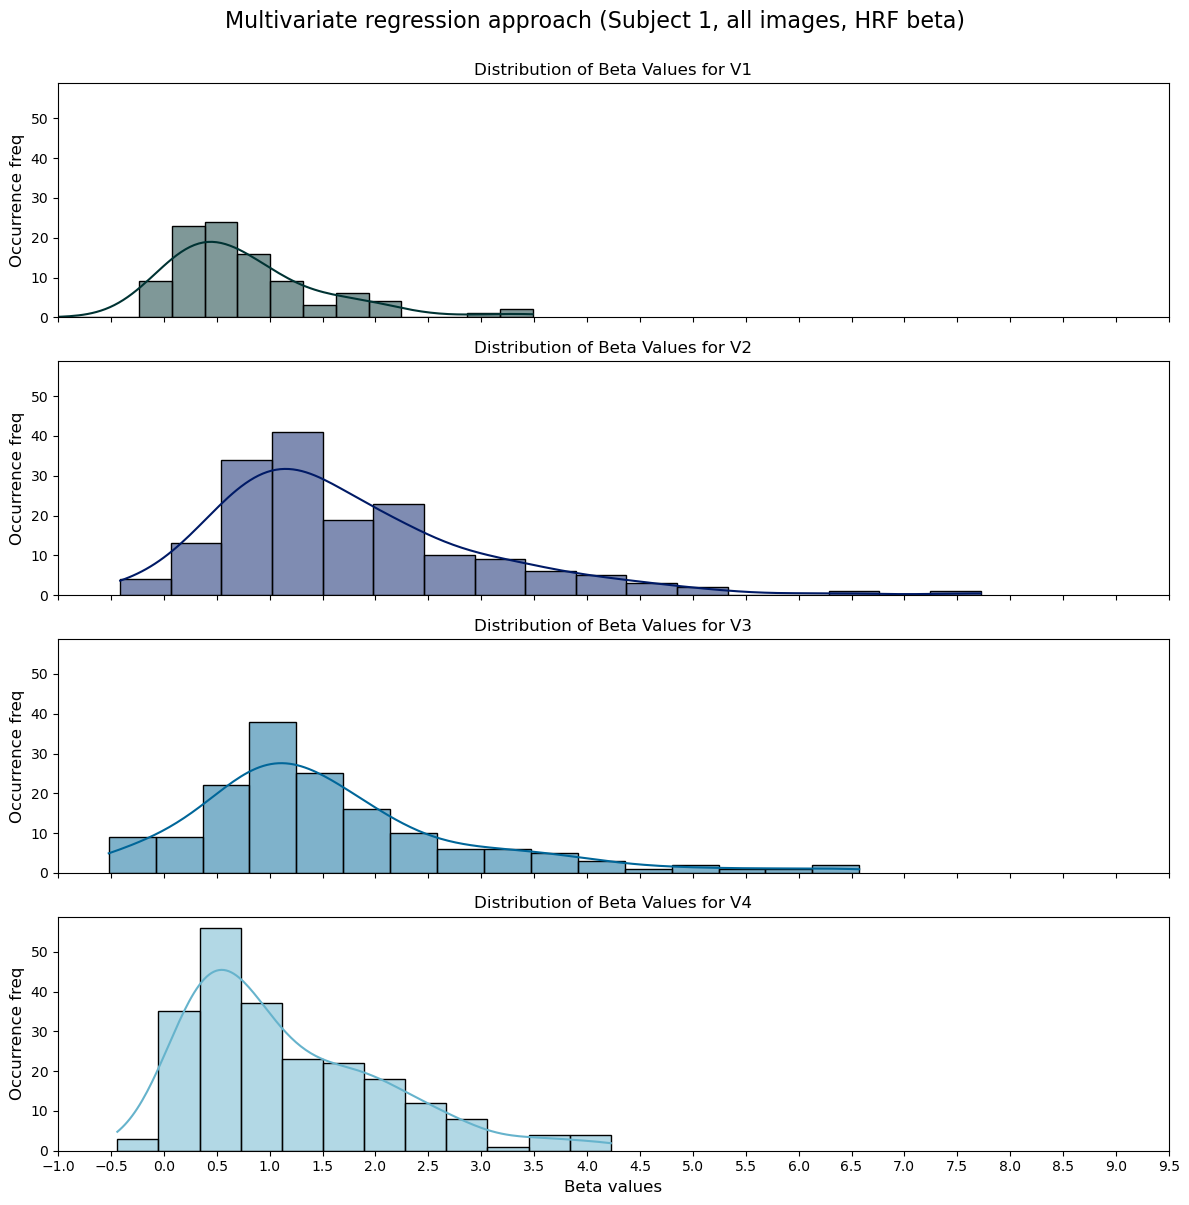 Multivariate regression approach (Subject 1, all images, HRF beta)
Distribution of Beta Values for V1
Occurrence freq
50
40
30
20
10
0
Distribution of Beta Values for V2
Occurrence freq
50
40
30
20
10
0
Distribution of Beta Values for V3
Occurrence freq
50
40
30
20
10
0
Distribution of Beta Values for V4
Occurrence freq
50
40
30
20
10
0
−1.0 −0.5 0.0 0.5 1.0 1.5 2.0 2.5 3.0 3.5 4.0 4.5 5.0 5.5 6.0 6.5 7.0 7.5 8.0 8.5 9.0 9.5
Beta values